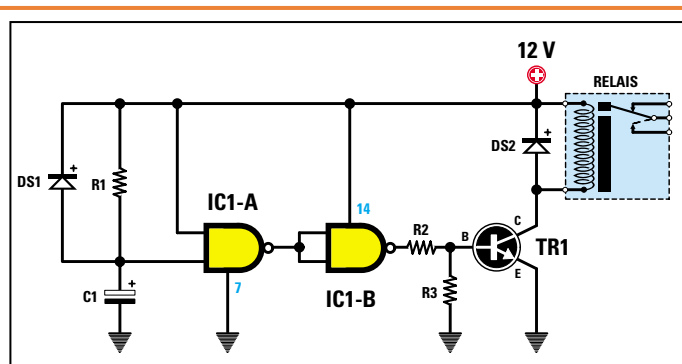 12 V
RELAIS
+
DS1
R1
DS2
+
IC1-A
14
R2
B
C
TR1
E
7
IC1-B
R3
C1
+